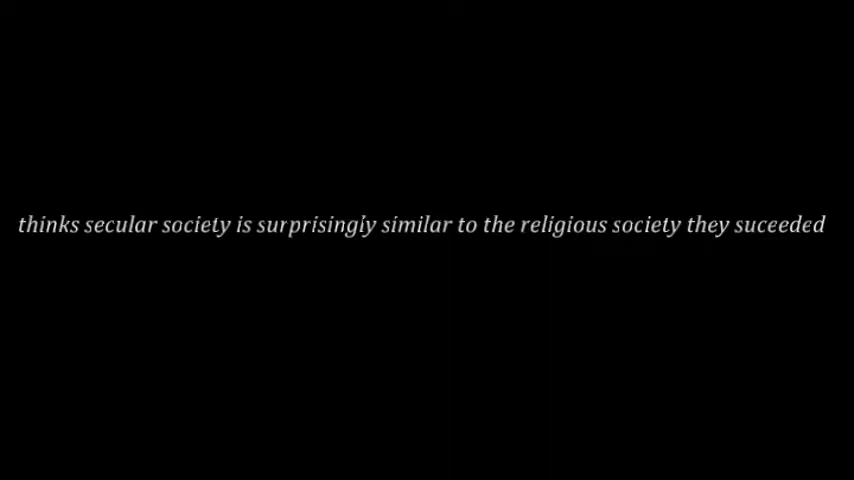 thinks secular society is surprisingly similar to the religious society they suceeded